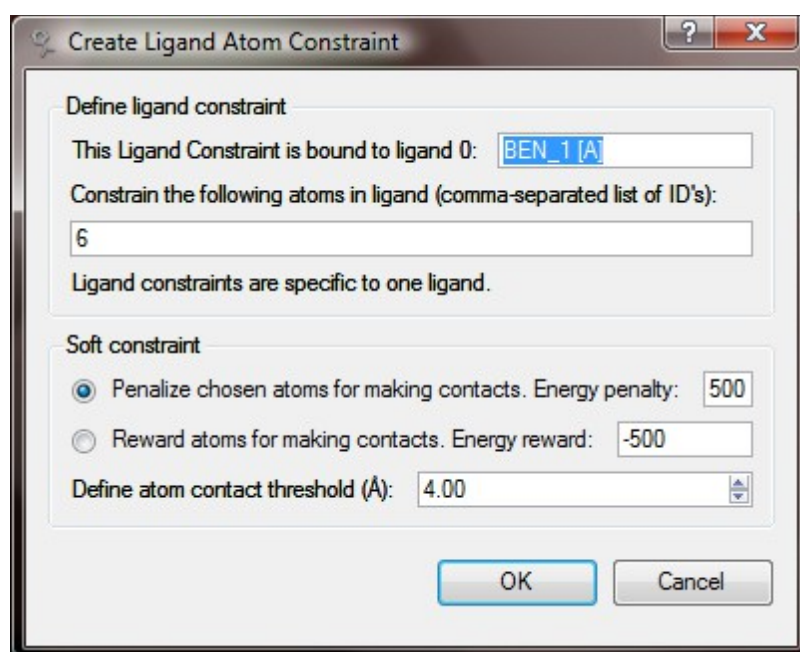 Create Ligand Atom Constraint
?
Define ligand constraint
This Ligand Constraint is bound to ligand 0: BEN_1 [A]
Constrain the following atoms in ligand (comma-separated list of ID's):
6
Ligand constraints are specific to one ligand.
Soft constraint
Penalize chosen atoms for making contacts. Energy penalty: 500
Reward atoms for making contacts. Energy reward: -500
Define atom contact threshold (Å): 4.00
OK Cancel